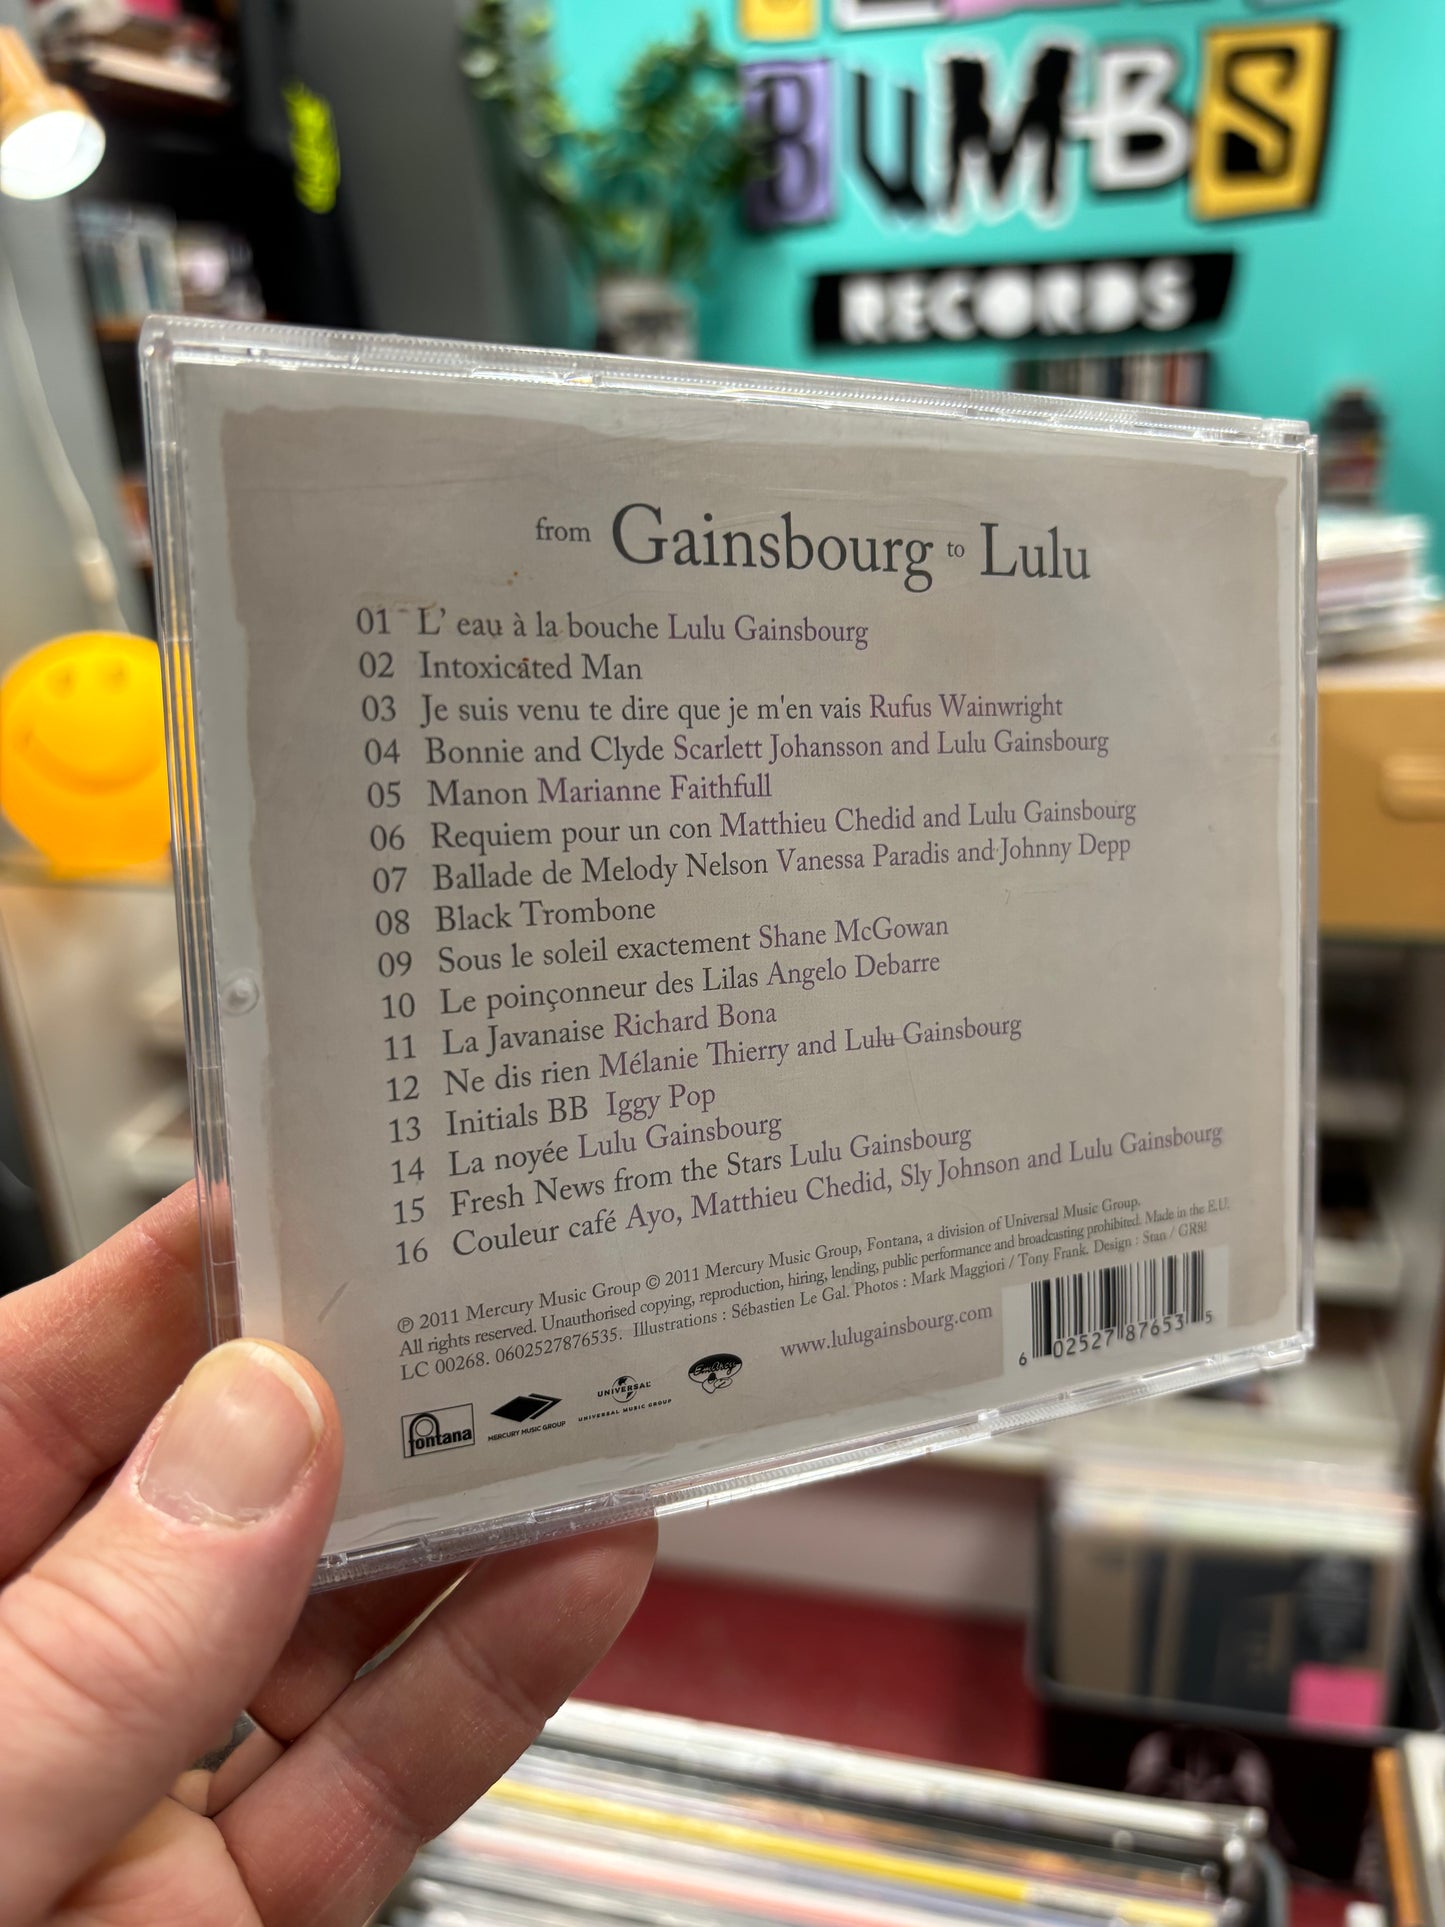 BUMBS
RECORDS
from Gainsbourg to Lulu
01 L' eau à la bouche Lulu Gainsbourg
02 Intoxicated Man
03 Je suis venu te dire que je m'en vais Rufus Wainwright
04 Bonnie and Clyde Scarlett Johansson and Lulu Gainsbourg
05 Manon Marianne Faithfull
06 Requiem pour un con Matthieu Chedid and Lulu Gainsbourg
07 Ballade de Melody Nelson Vanessa Paradis and Johnny Depp
08 Black Trombone
09 Sous le soleil exactement Shane McGowan
10 Le poinçonneur des Lilas Angelo Debarre
11 La Javanaise Richard Bona
12 Ne dis rien Mélanie Thierry and Lulu Gainsbourg
13 Initials BB Iggy Pop
14 La noyée Lulu Gainsbourg
15 Fresh News from the Stars Lulu Gainsbourg
16 Couleur café Ayo, Matthieu Chedid, Sly Johnson and Lulu Gainsbourg
℗ 2011 Mercury Music Group © 2011 Mercury Music Group, Fontana, a division of Universal Music Group.
All rights reserved. Unauthorised copying, reproduction, hiring, lending, public performance and broadcasting prohibited. Made in the E.U.
LC 00268. 0602527876535. Illustrations : Sébastien Le Gal. Photos : Mark Maggiori / Tony Frank. Design : Stan / GR8!
www.lulugainsbourg.com
6 02527 87653 5
fontana
MERCURY MUSIC GROUP
UNIVERSAL
UNIVERSAL MUSIC GROUP
EmArcy